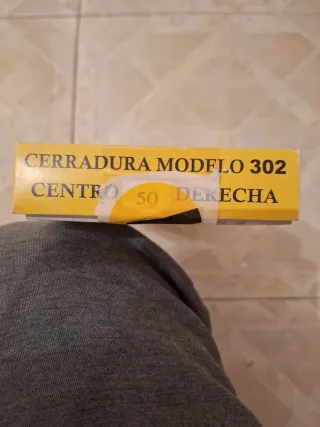 CERRADURA MODELO 302
CENTRO 50 DERECHA